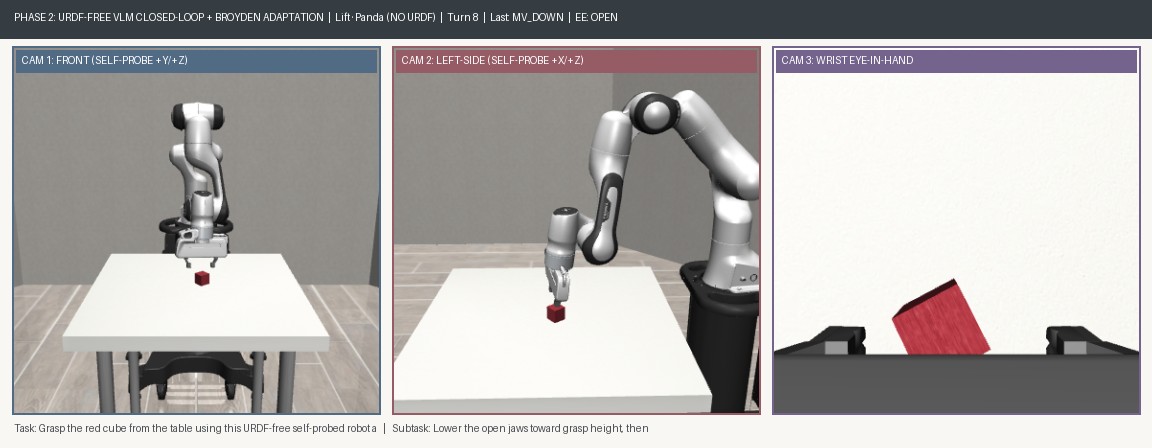 PHASE 2: URDF-FREE VLM CLOSED-LOOP + BROYDEN ADAPTATION | Lift · Panda (NO URDF) | Turn 8 | Last MV_DOWN | EE: OPEN
CAM 1: FRONT (SELF-PROBE +Y/+Z)
CAM 2: LEFT-SIDE (SELF-PROBE +X/+Z)
CAM 3: WRIST EYE-IN-HAND
Task: Grasp the red cube from the table using this URDF-free self-probed robot a | Subtask: Lower the open jaws toward grasp height, then